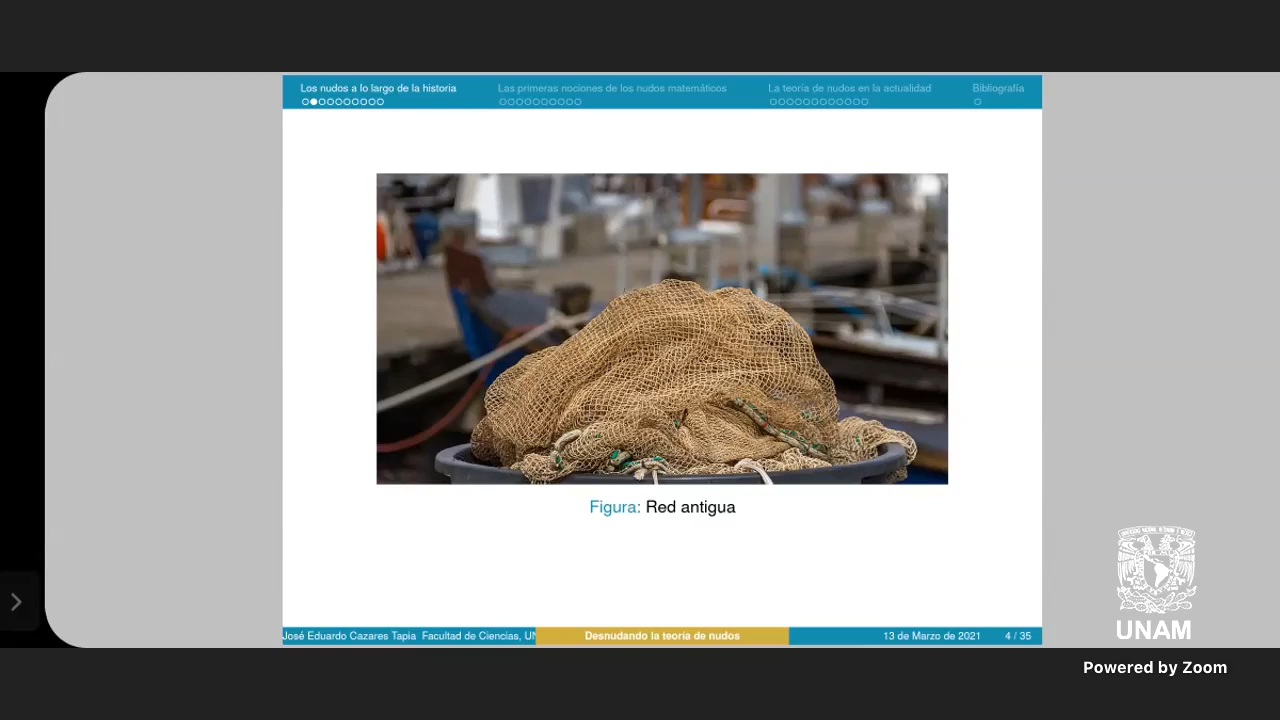 Los nudos a lo largo de la historia
Las primeras nociones de los nudos matemáticos
La teoría de nudos en la actualidad
Bibliografía
Figura: Red antigua
José Eduardo Cazares Tapia Facultad de Ciencias, UN
Desnudando la teoría de nudos
13 de Marzo de 2021
4 / 35
UNAM
Powered by Zoom